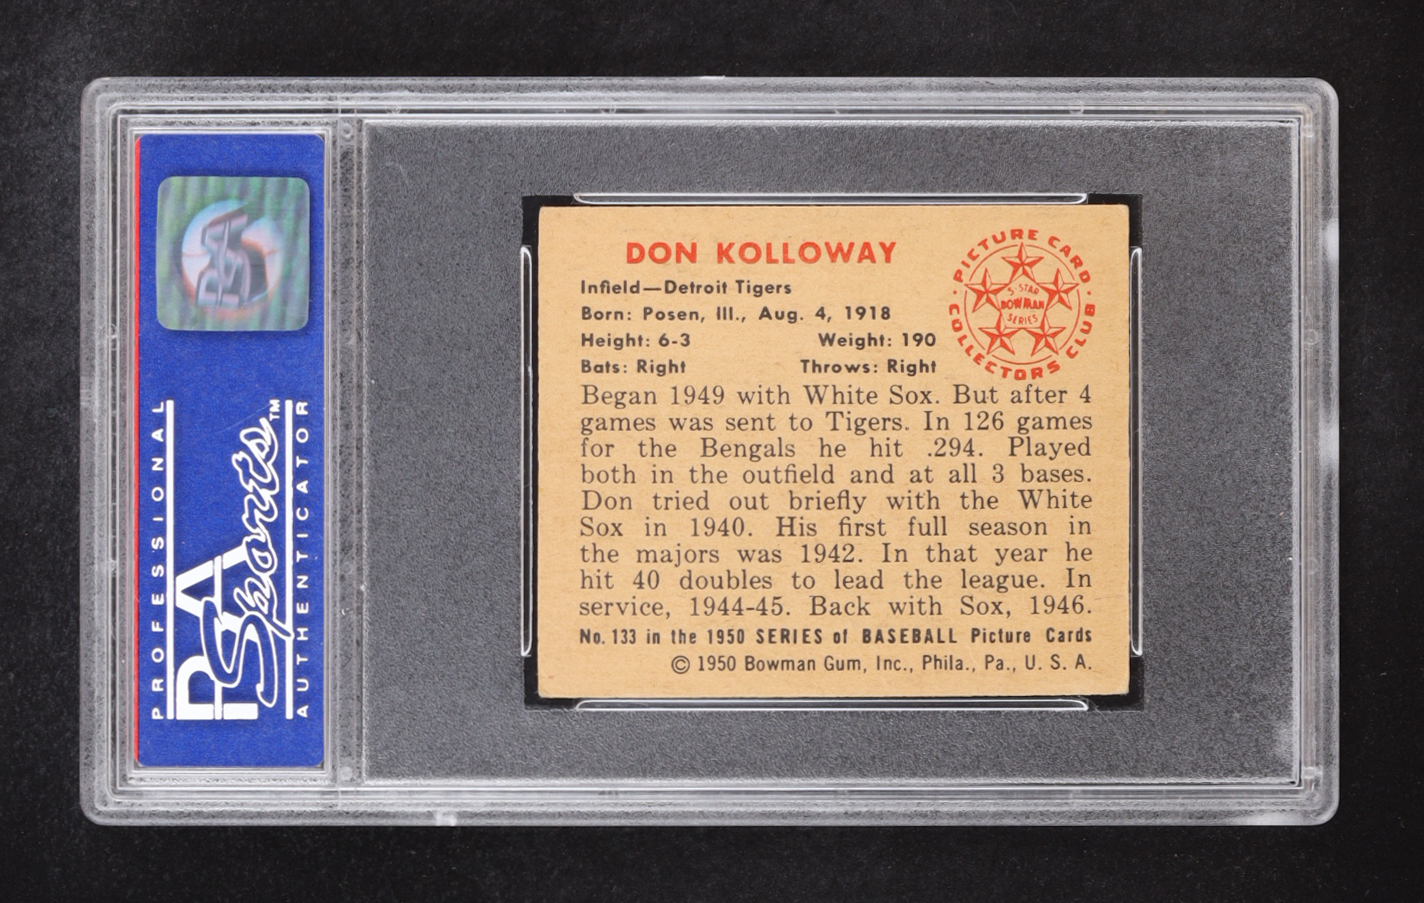 DON KOLLOWAY
Infield—Detroit Tigers
Born: Posen, Ill., Aug. 4, 1918
Height: 6-3 Weight: 190
Bats: Right Throws: Right
Began 1949 with White Sox. But after 4
games was sent to Tigers. In 126 games
for the Bengals he hit .294. Played
both in the outfield and at all 3 bases.
Don tried out briefly with the White
Sox in 1940. His first full season in
the majors was 1942. In that year he
hit 40 doubles to lead the league. In
service, 1944-45. Back with Sox, 1946.
No. 133 in the 1950 SERIES of BASEBALL Picture Cards
© 1950 Bowman Gum, Inc., Phila., Pa., U. S. A.
PICTURE CARD
COLLECTORS CLUB
5-STAR
BOWMAN
SERIES
PSA
PROFESSIONAL
PSA
Sports™
AUTHENTICATOR